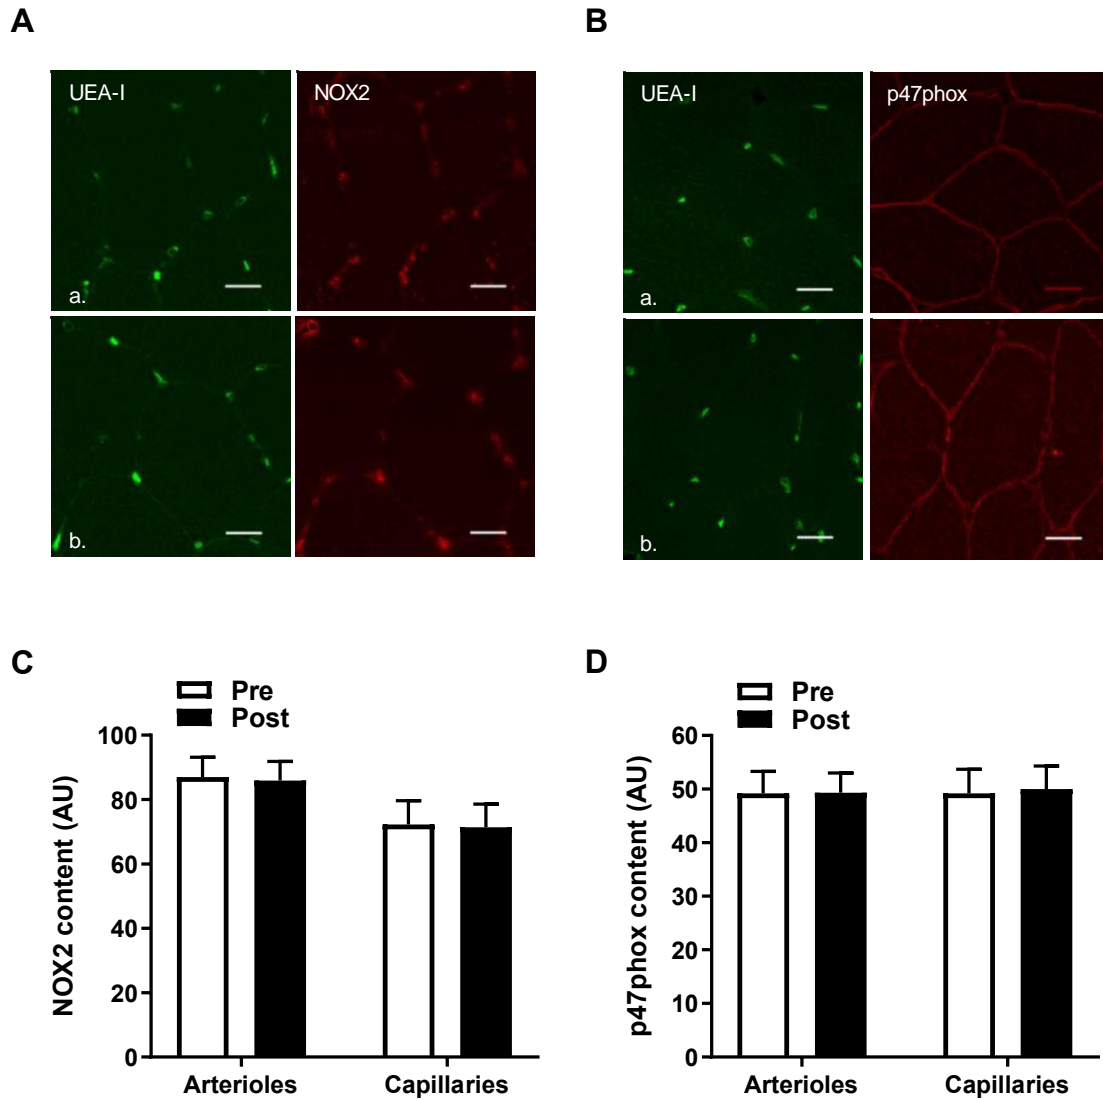 A
B
UEA-I
NOX2
UEA-I
p47phox
a.
a.
b.
b.
C
D
Pre
Post
Pre
Post
NOX2 content (AU)
100
80
60
40
20
0
Arterioles
Capillaries
p47phox content (AU)
60
50
40
30
20
10
0
Arterioles
Capillaries